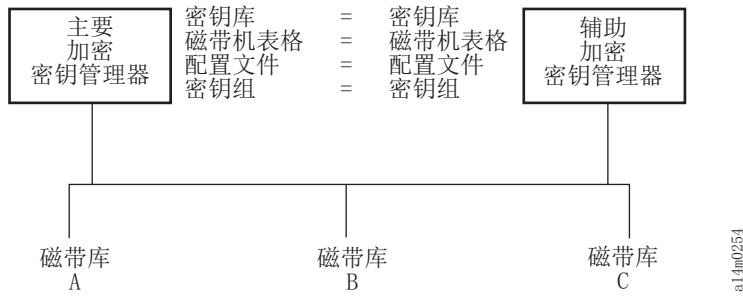 主要
加密
密钥管理器
密钥库 = 密钥库
磁带机表格 = 磁带机表格
配置文件 = 配置文件
密钥组 = 密钥组
辅助
加密
密钥管理器
磁带库
A
磁带库
B
磁带库
C
a14m0254